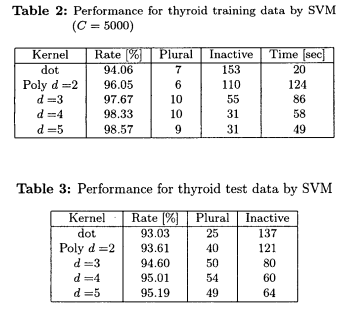 Table 2: Performance for thyroid training data by SVM
(C = 5000)
Kernel Rate [%] Plural Inactive Time [sec]
dot 94.06 7 153 20
Poly d =2 96.05 6 110 124
d =3 97.67 10 55 86
d =4 98.33 10 31 58
d =5 98.57 9 31 49
Table 3: Performance for thyroid test data by SVM
Kernel Rate [%] Plural Inactive
dot 93.03 25 137
Poly d =2 93.61 40 121
d =3 94.60 50 80
d =4 95.01 54 60
d =5 95.19 49 64